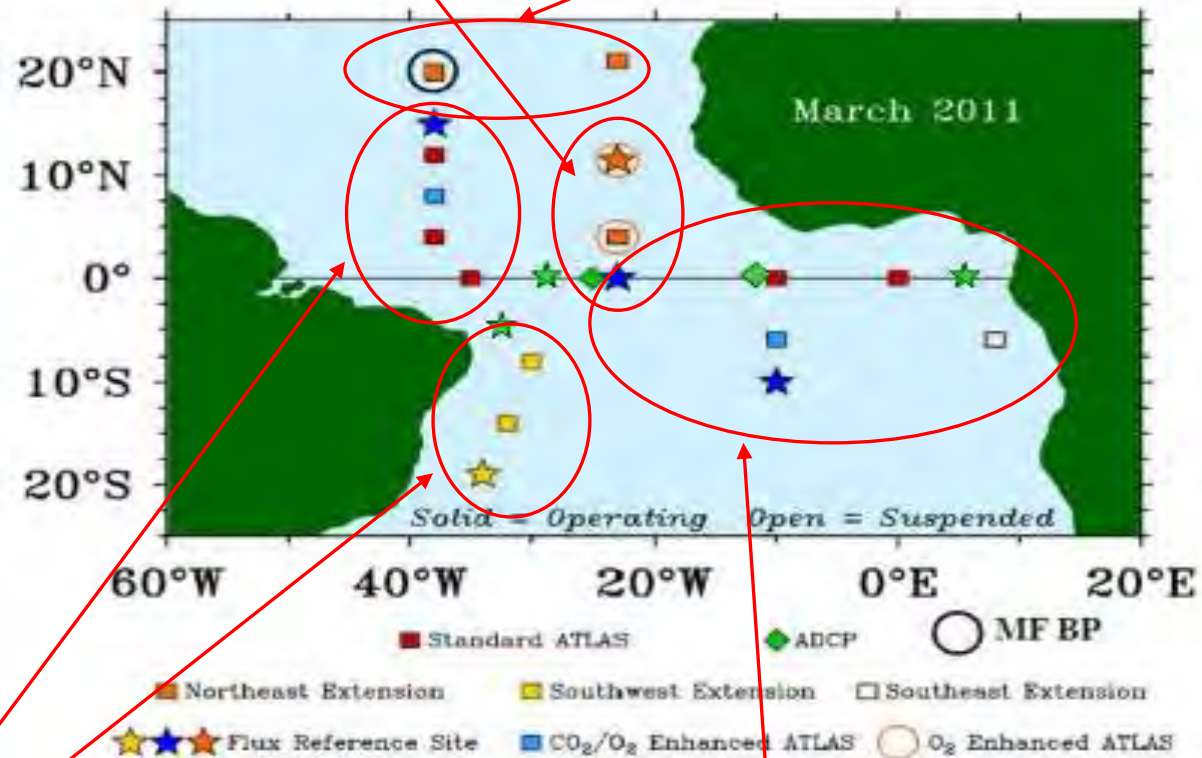 20°N
March 2011
10°N
0°
10°S
20°S
Solid = Operating Open = Suspended
60°W 40°W 20°W 0°E 20°E
Standard ATLAS ADCP MF BP
Northeast Extension Southwest Extension Southeast Extension
Flux Reference Site CO₂/O₂ Enhanced ATLAS O₂ Enhanced ATLAS